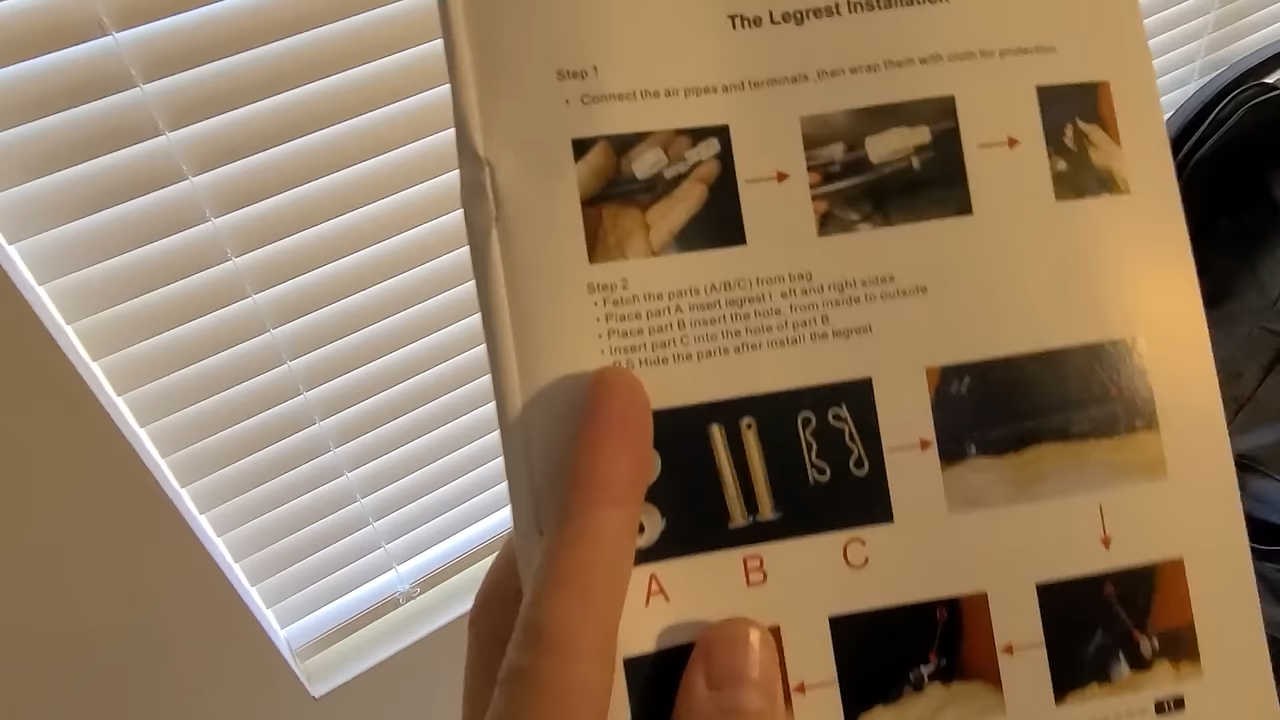 The Legrest Installation
Step 1
• Connect the air pipes and terminals ,then wrap them with cloth for protection
Step 2
• Fetch the parts (A/B/C) from bag
• Place part A insert legrest l eft and right sides
• Place part B insert the hole, from inside to outside
• Insert part C into the hole of part B
P.S Hide the parts after install the legrest
A B C